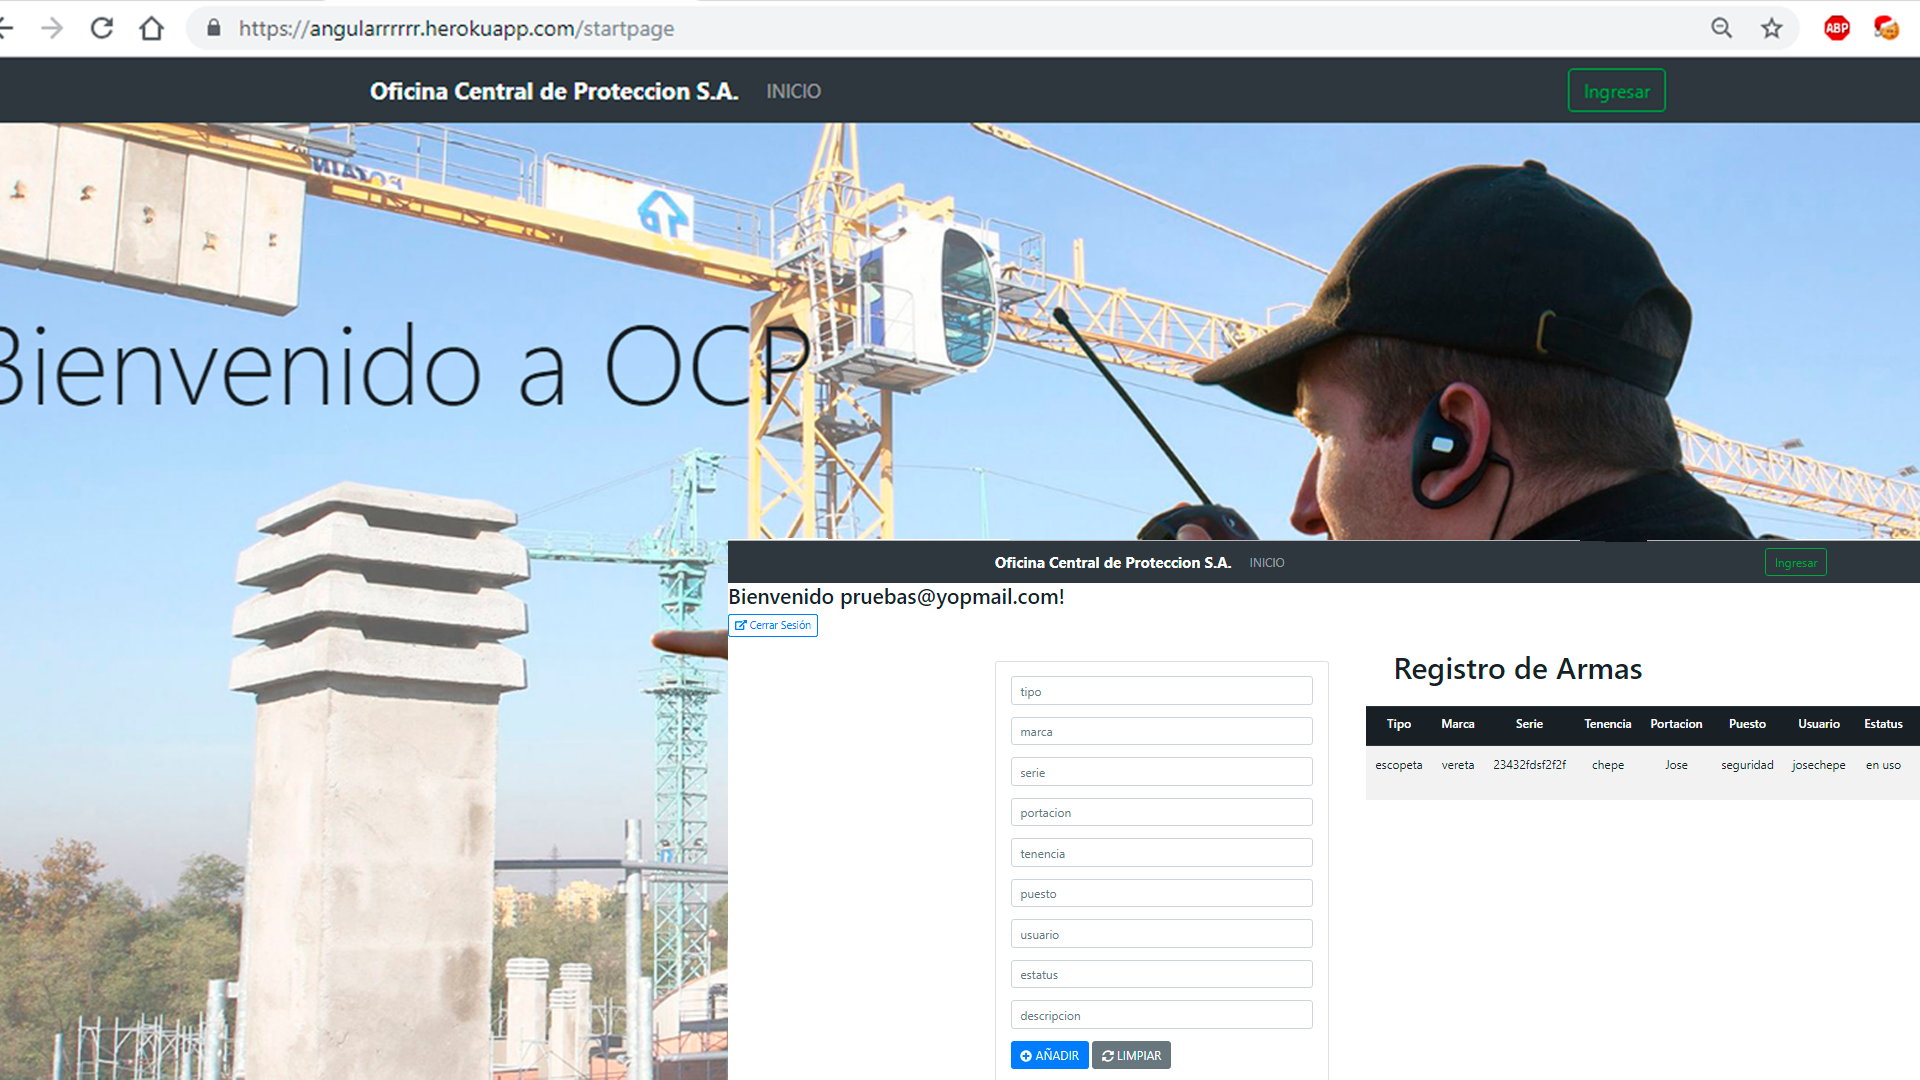 https://angularrrrrr.herokuapp.com/startpage
ABP
Oficina Central de Proteccion S.A. INICIO Ingresar
POTAIN
Bienvenido a OCP
Oficina Central de Proteccion S.A. INICIO Ingresar
Bienvenido pruebas@yopmail.com!
Cerrar Sesión
Registro de Armas
tipo
marca
serie
portacion
tenencia
puesto
usuario
estatus
descripcion
AÑADIR LIMPIAR
Tipo Marca Serie Tenencia Portacion Puesto Usuario Estatus
escopeta vereta 23432fdsf2f2f chepe Jose seguridad josechepe en uso